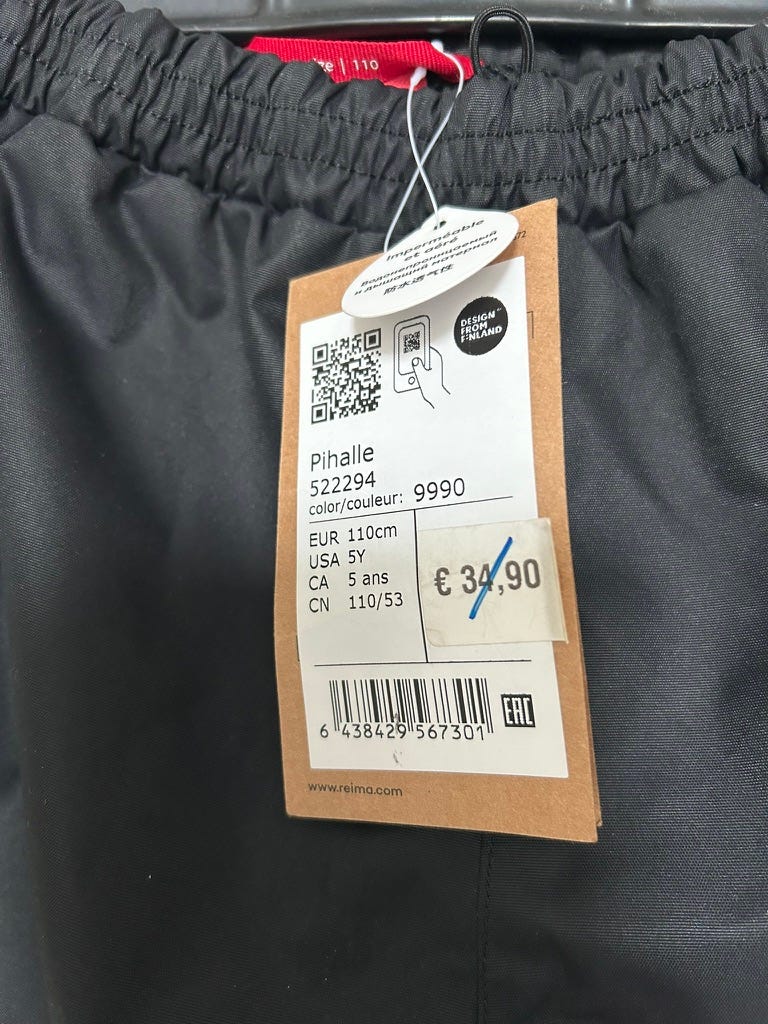 ize | 110
Imperméable
et aéré
Водонепроницаемый
и дышащий материал
防水透气性
72
DESIGN
FROM
FINLAND
Pihalle
522294
color/couleur: 9990
EUR 110cm
USA 5Y
CA 5 ans
CN 110/53
€ 34,90
6 438429 567301
EAC
www.reima.com